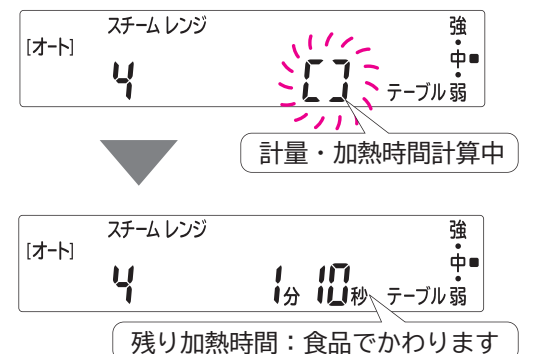 スチーム レンジ 強
[オート] ・
中■
4 ・
テーブル 弱
計量・加熱時間計算中
スチーム レンジ 強
[オート] ・
中■
4 1分 10秒 ・
テーブル 弱
残り加熱時間：食品でかわります